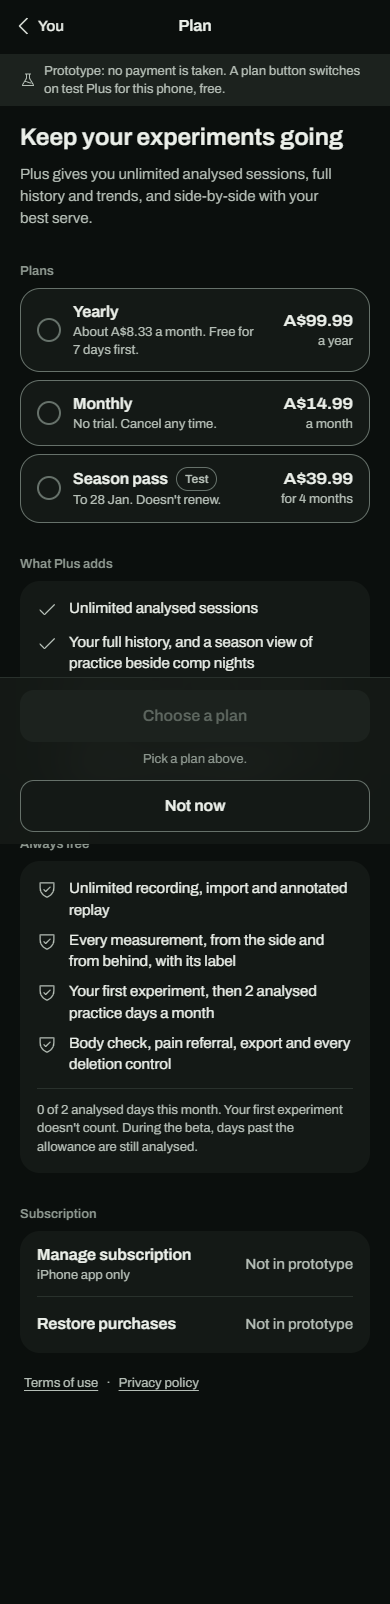 You
Plan
Prototype: no payment is taken. A plan button switches
on test Plus for this phone, free.
Keep your experiments going
Plus gives you unlimited analysed sessions, full
history and trends, and side-by-side with your
best serve.
Plans
Yearly
About A$8.33 a month. Free for
7 days first.
A$99.99
a year
Monthly
No trial. Cancel any time.
A$14.99
a month
Season pass
Test
To 28 Jan. Doesn't renew.
A$39.99
for 4 months
What Plus adds
Unlimited analysed sessions
Your full history, and a season view of
practice beside comp nights
Choose a plan
Pick a plan above.
Not now
Always free
Unlimited recording, import and annotated
replay
Every measurement, from the side and
from behind, with its label
Your first experiment, then 2 analysed
practice days a month
Body check, pain referral, export and every
deletion control
0 of 2 analysed days this month. Your first experiment
doesn't count. During the beta, days past the
allowance are still analysed.
Subscription
Manage subscription
iPhone app only
Not in prototype
Restore purchases
Not in prototype
Terms of use · Privacy policy